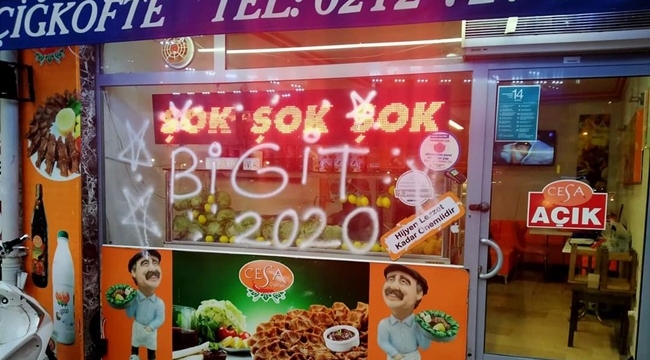 ÇİĞKÖFTE TEL: 0212
ŞOK ŞOK ŞOK
BİGİT
2020
14
Hijyen Lezzet
Kadar Önemlidir
CESA
AÇIK
CESA